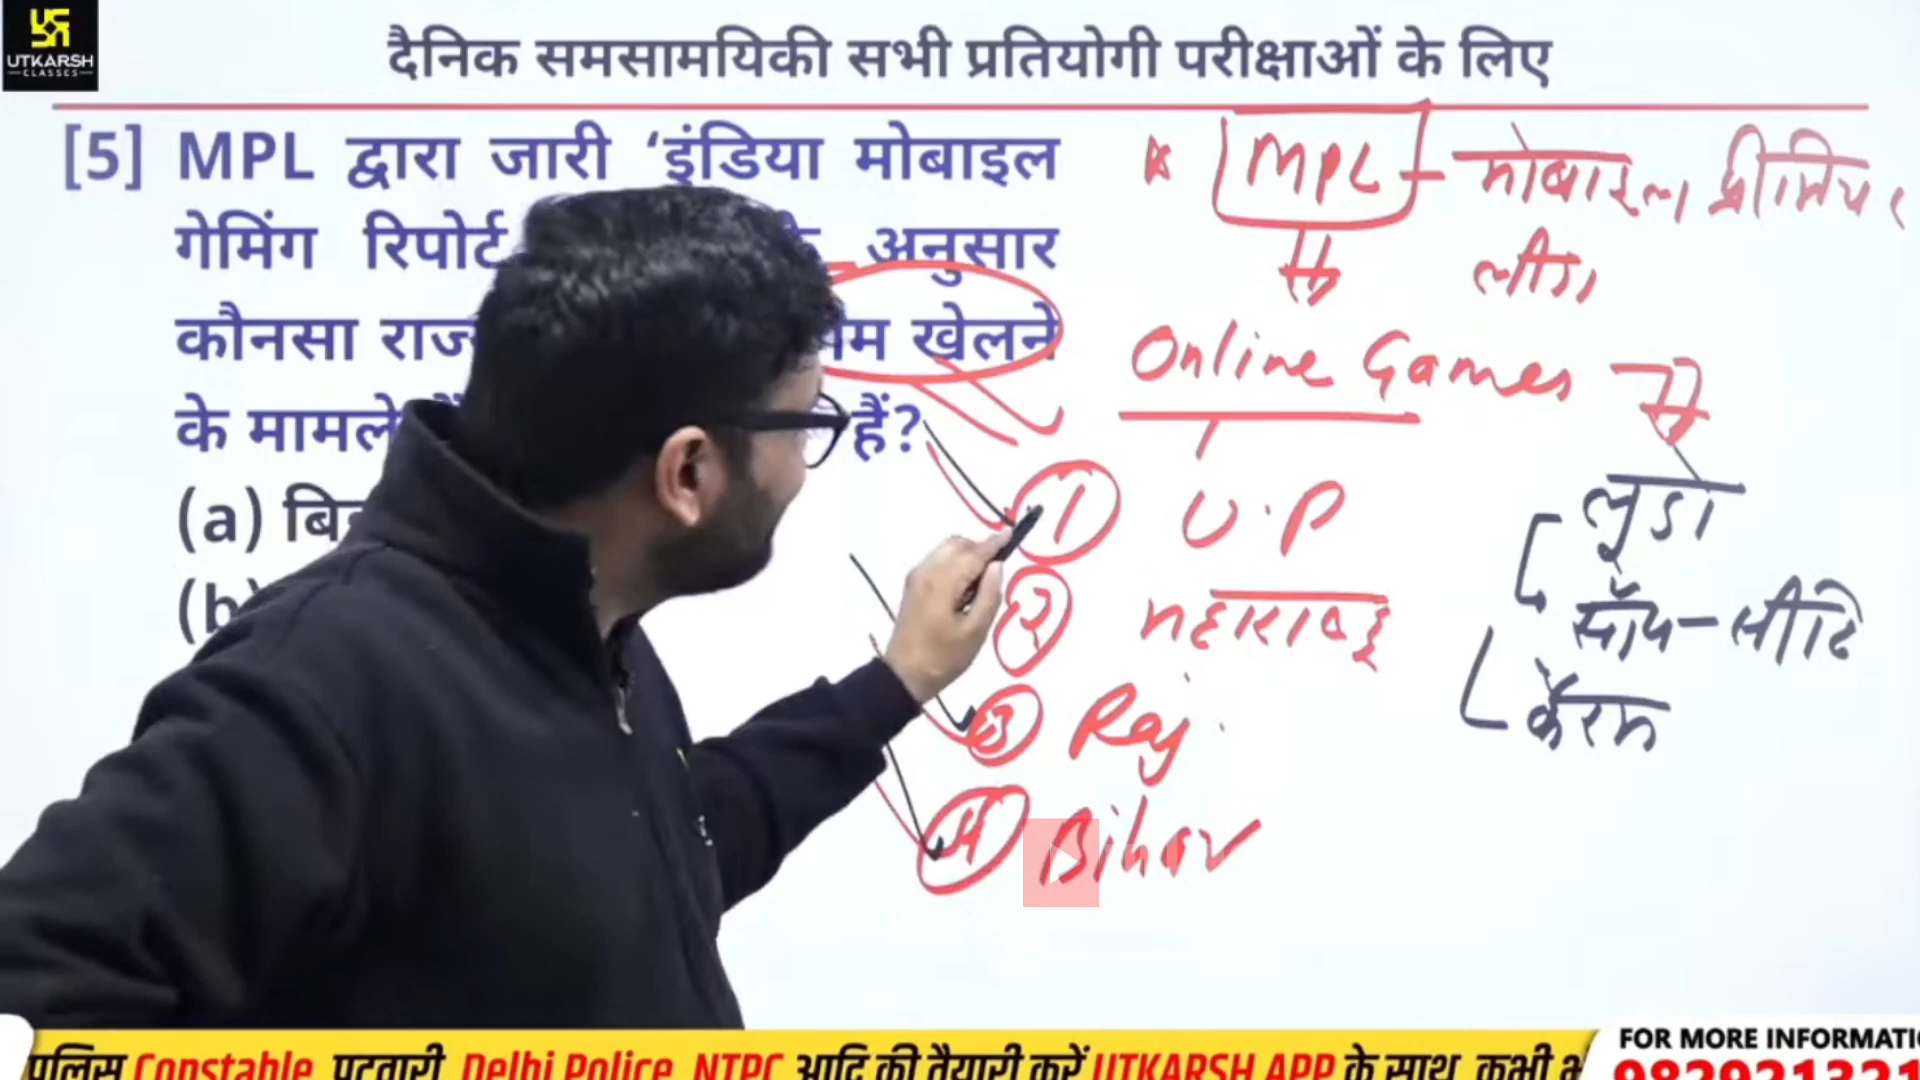 UTKARSH
CLASSES
दैनिक समसामयिकी सभी प्रतियोगी परीक्षाओं के लिए
[5] MPL द्वारा जारी ‘इंडिया मोबाइल
गेमिंग रिपोर्ट अनुसार
कौनसा खेलने
के मामले हैं?
(a)
(b)
MPL - मोबाइल प्रीमियर
लीग
Online Games
लूडो
साँप-सीढि
कैरम
1 U.P
2 महाराष्ट्र
3 Raj.
4 Bihar
पुलिस Constable, पटवारी, Delhi Police, NTPC आदि की तैयारी करें UTKARSH APP के साथ, कभी
FOR MORE INFORMATI